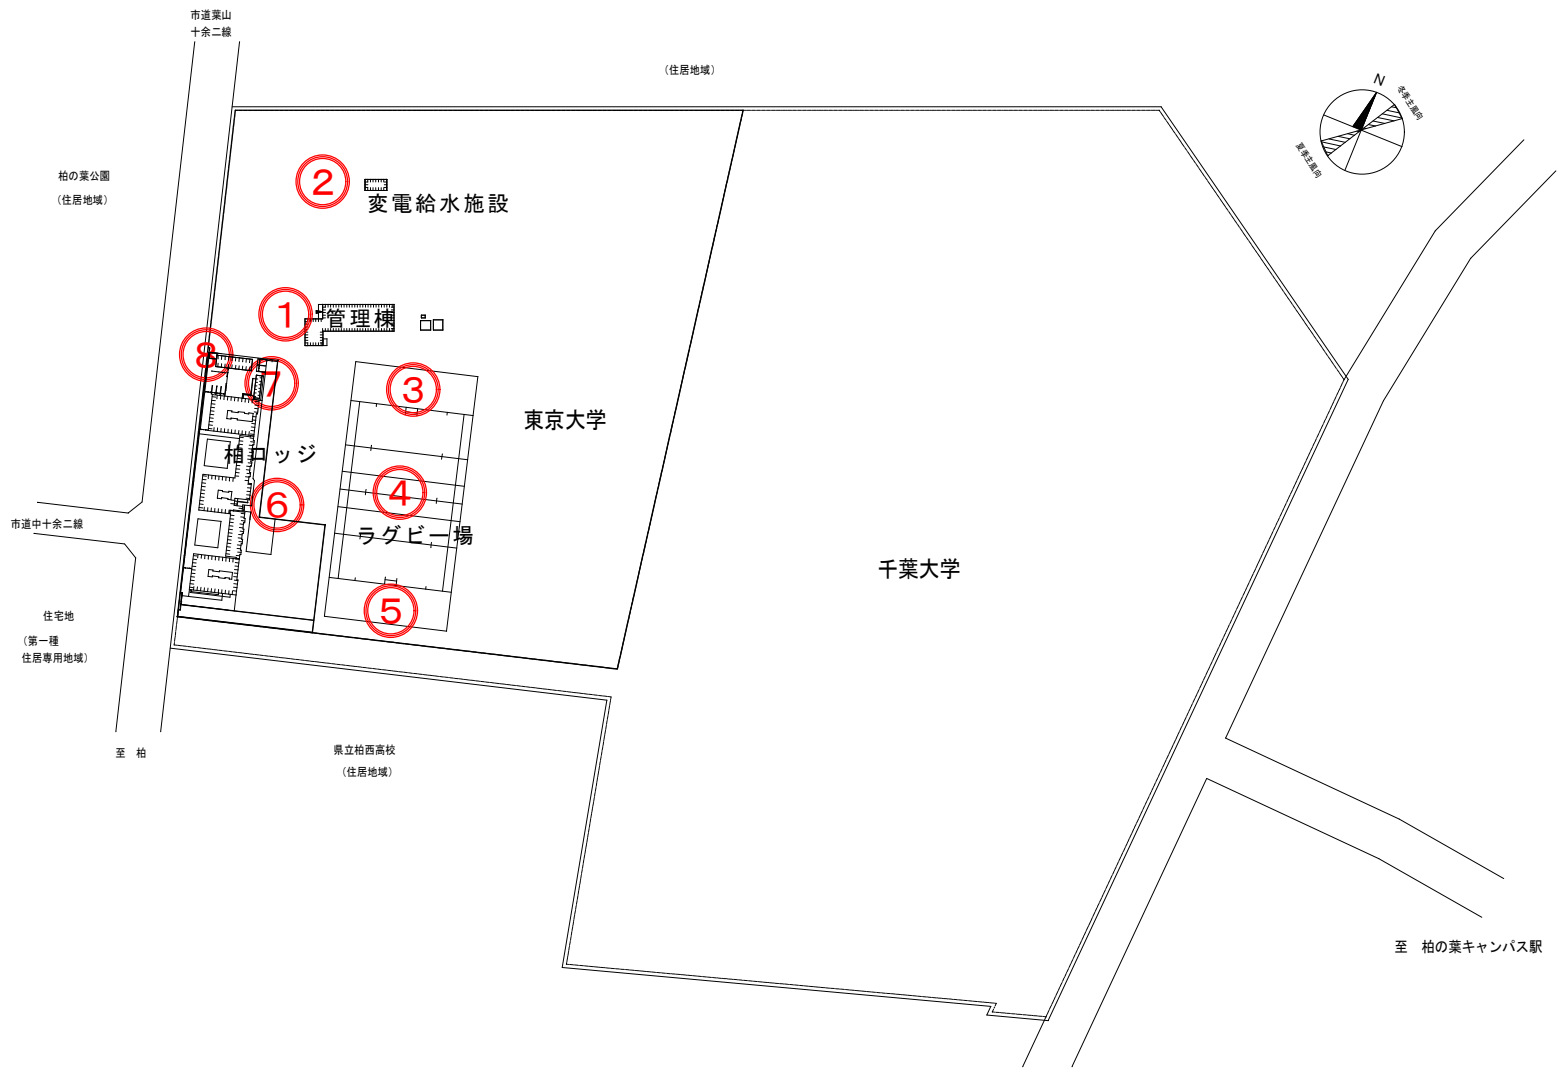 市道葉山
十余二線
（住居地域）
N
冬季主風向
夏季主風向
柏の葉公園
（住居地域）
②
変電給水施設
①
管理棟
⑧
⑦
③
東京大学
柏ロッジ
④
⑥
ラグビー場
市道中十余二線
千葉大学
⑤
住宅地
（第一種
住居専用地域）
至　柏
県立柏西高校
（住居地域）
至　柏の葉キャンパス駅